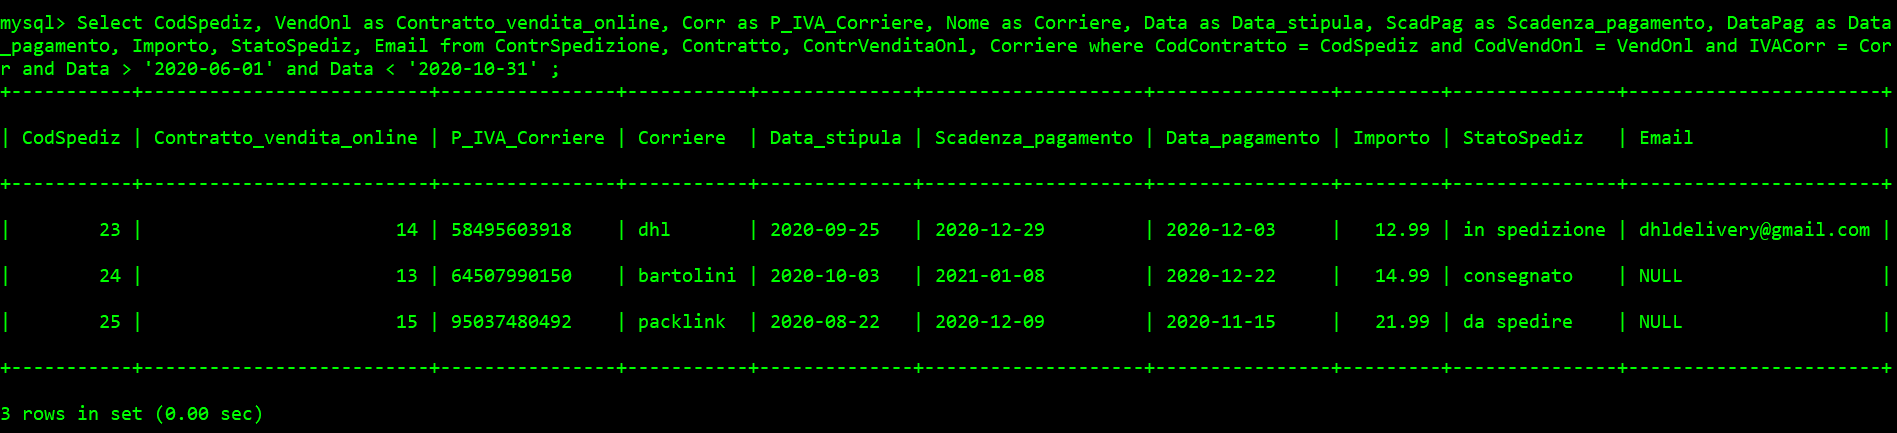 mysql> Select CodSpediz, VendOnl as Contratto_vendita_online, Corr as P_IVA_Corriere, Nome as Corriere, Data as Data_stipula, ScadPag as Scadenza_pagamento, DataPag as Data
_pagamento, Importo, StatoSpediz, Email from ContrSpedizione, Contratto, ContrVenditaOnl, Corriere where CodContratto = CodSpediz and CodVendOnl = VendOnl and IVACorr = Cor
r and Data > '2020-06-01' and Data < '2020-10-31' ;
+-----------+--------------------------+----------------+-----------+--------------+--------------------+----------------+---------+--------------+-----------------------+
| CodSpediz | Contratto_vendita_online | P_IVA_Corriere | Corriere | Data_stipula | Scadenza_pagamento | Data_pagamento | Importo | StatoSpediz | Email |
+-----------+--------------------------+----------------+-----------+--------------+--------------------+----------------+---------+--------------+-----------------------+
| 23 | 14 | 58495603918 | dhl | 2020-09-25 | 2020-12-29 | 2020-12-03 | 12.99 | in spedizione | dhldelivery@gmail.com |
| 24 | 13 | 64507990150 | bartolini | 2020-10-03 | 2021-01-08 | 2020-12-22 | 14.99 | consegnato | NULL |
| 25 | 15 | 95037480492 | packlink | 2020-08-22 | 2020-12-09 | 2020-11-15 | 21.99 | da spedire | NULL |
+-----------+--------------------------+----------------+-----------+--------------+--------------------+----------------+---------+--------------+-----------------------+
3 rows in set (0.00 sec)